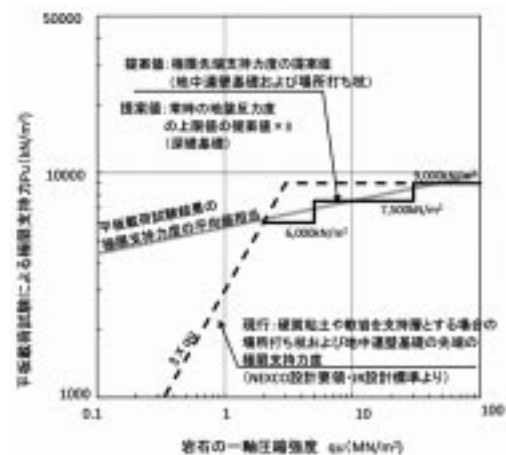 50000
10000
1000
平板載荷試験による極限支持力Pu(kN/m²)
提案値：極限先端支持力度の提案値
（地中連壁基礎および場所打ち杭）
提案値：常時の地盤反力度
の上限値の提案値×3
（深礎基礎）
平板載荷試験結果の
極限支持力度の平均値相当
9,000kN/m²
7,500kN/m²
6,000kN/m²
3×qu
現行：硬質粘土や軟岩を支持層とする場合の
場所打ち杭および地中連壁基礎の先端の
極限支持力度
（NEXCO設計要領・JR設計標準より）
0.1
1
10
100
岩石の一軸圧縮強度 qu(MN/m²)